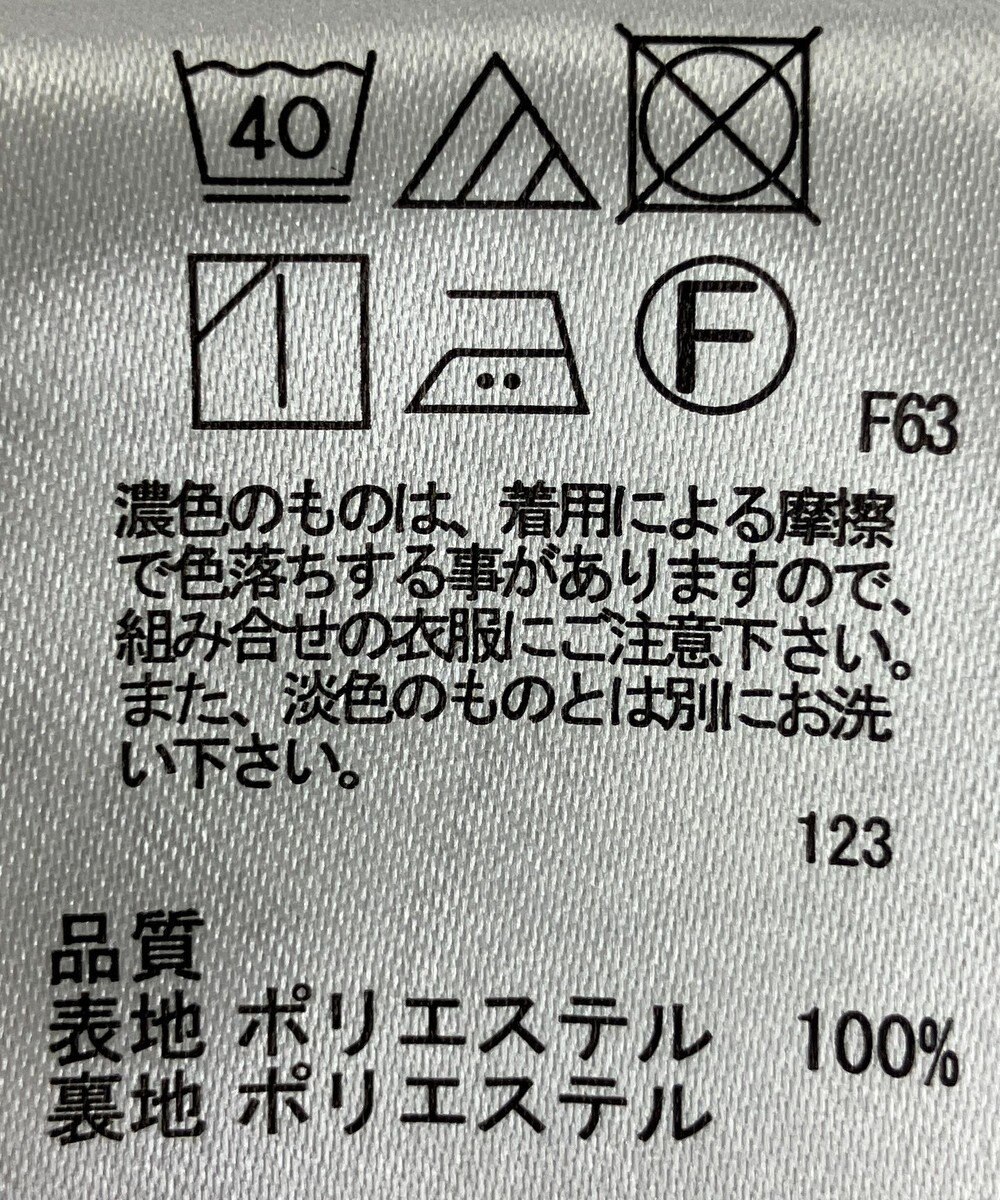 40
F
F63
濃色のものは、着用による摩擦
で色落ちする事がありますので、
組み合せの衣服にご注意下さい。
また、淡色のものとは別にお洗
い下さい。
123
品質
表地 ポリエステル 100%
裏地 ポリエステル